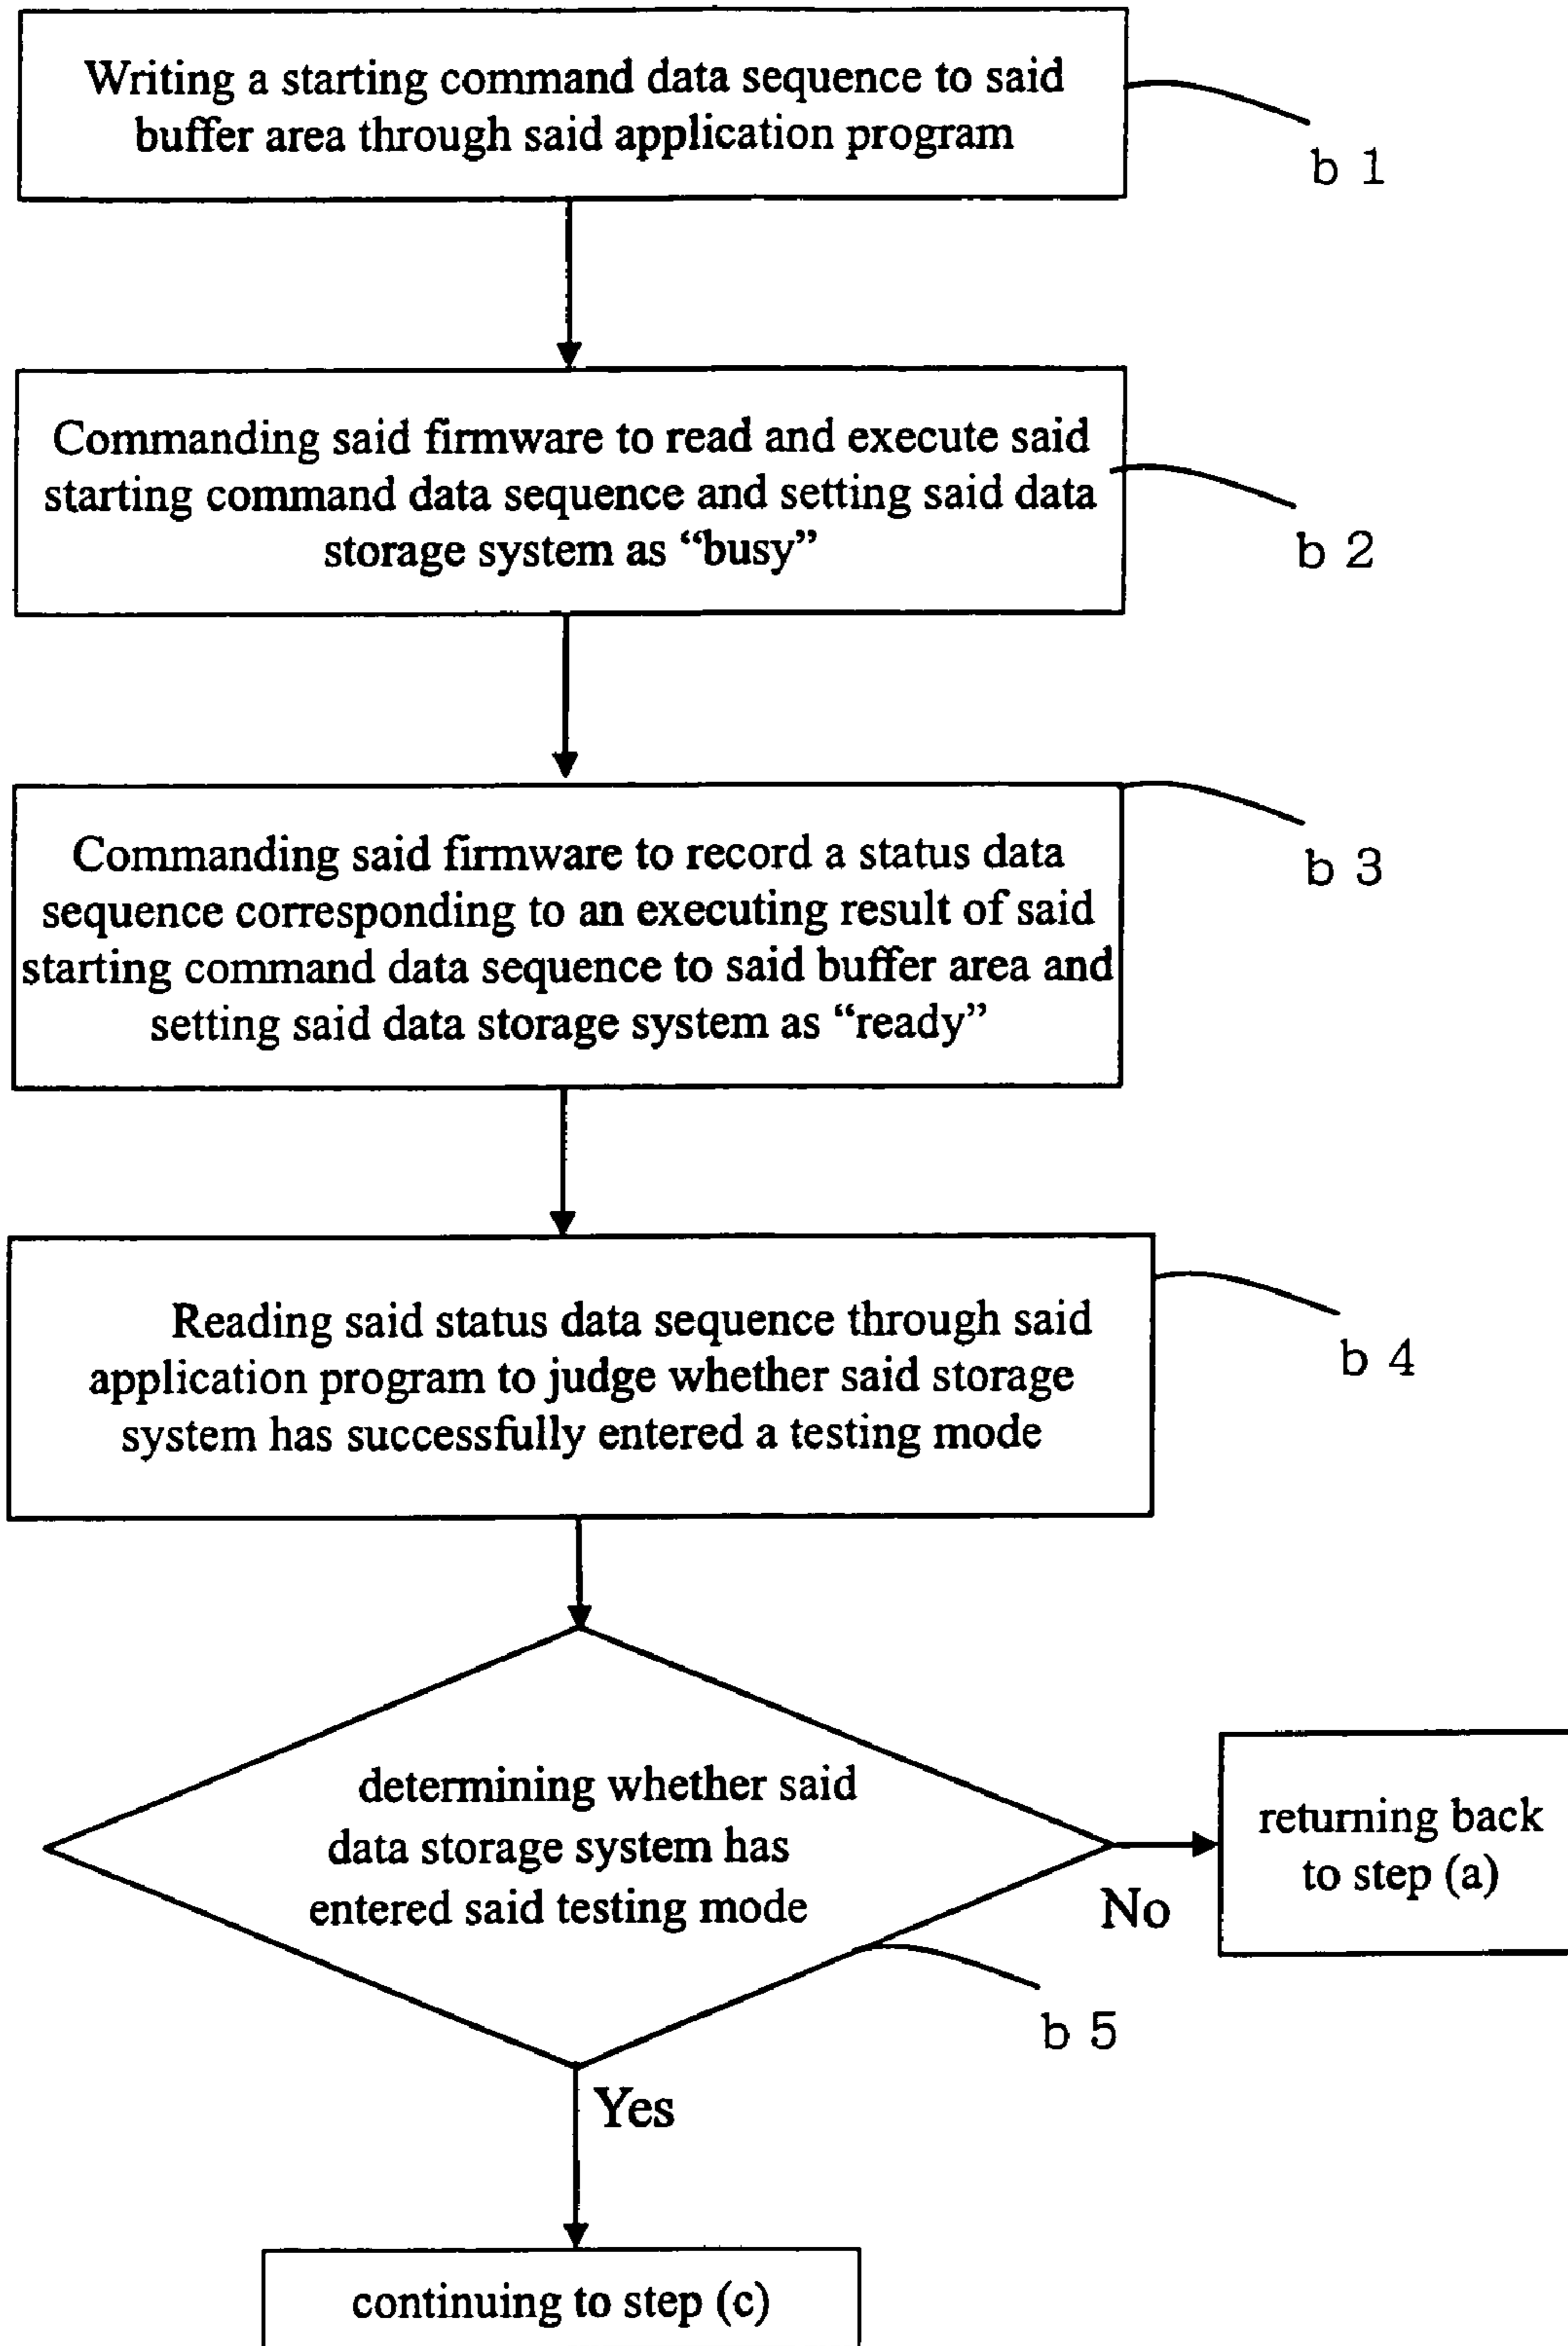 Writing a starting command data sequence to said
buffer area through said application program
b 1
Commanding said firmware to read and execute said
starting command data sequence and setting said data
storage system as “busy”
b 2
Commanding said firmware to record a status data
sequence corresponding to an executing result of said
starting command data sequence to said buffer area and
setting said data storage system as “ready”
b 3
Reading said status data sequence through said
application program to judge whether said storage
system has successfully entered a testing mode
b 4
determining whether said
data storage system has
entered said testing mode
No
returning back
to step (a)
b 5
Yes
continuing to step (c)